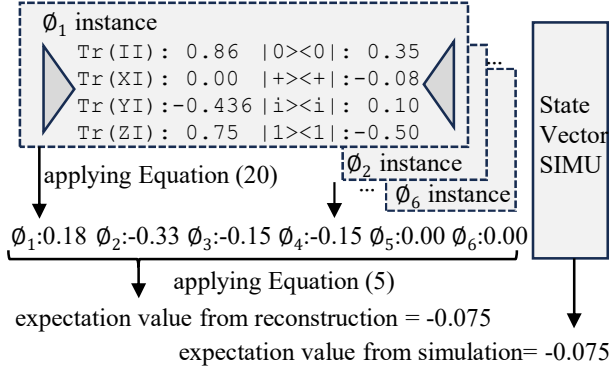 ∅₁ instance
Tr(II): 0.86 |0><0|: 0.35
Tr(XI): 0.00 |+><+|:-0.08
Tr(YI):-0.436 |i><i|: 0.10
Tr(ZI): 0.75 |1><1|:-0.50
...
State
Vector
SIMU
∅₂ instance
...
∅₆ instance
applying Equation (20)
∅₁:0.18 ∅₂:-0.33 ∅₃:-0.15 ∅₄:-0.15 ∅₅:0.00 ∅₆:0.00
applying Equation (5)
expectation value from reconstruction = -0.075
expectation value from simulation= -0.075